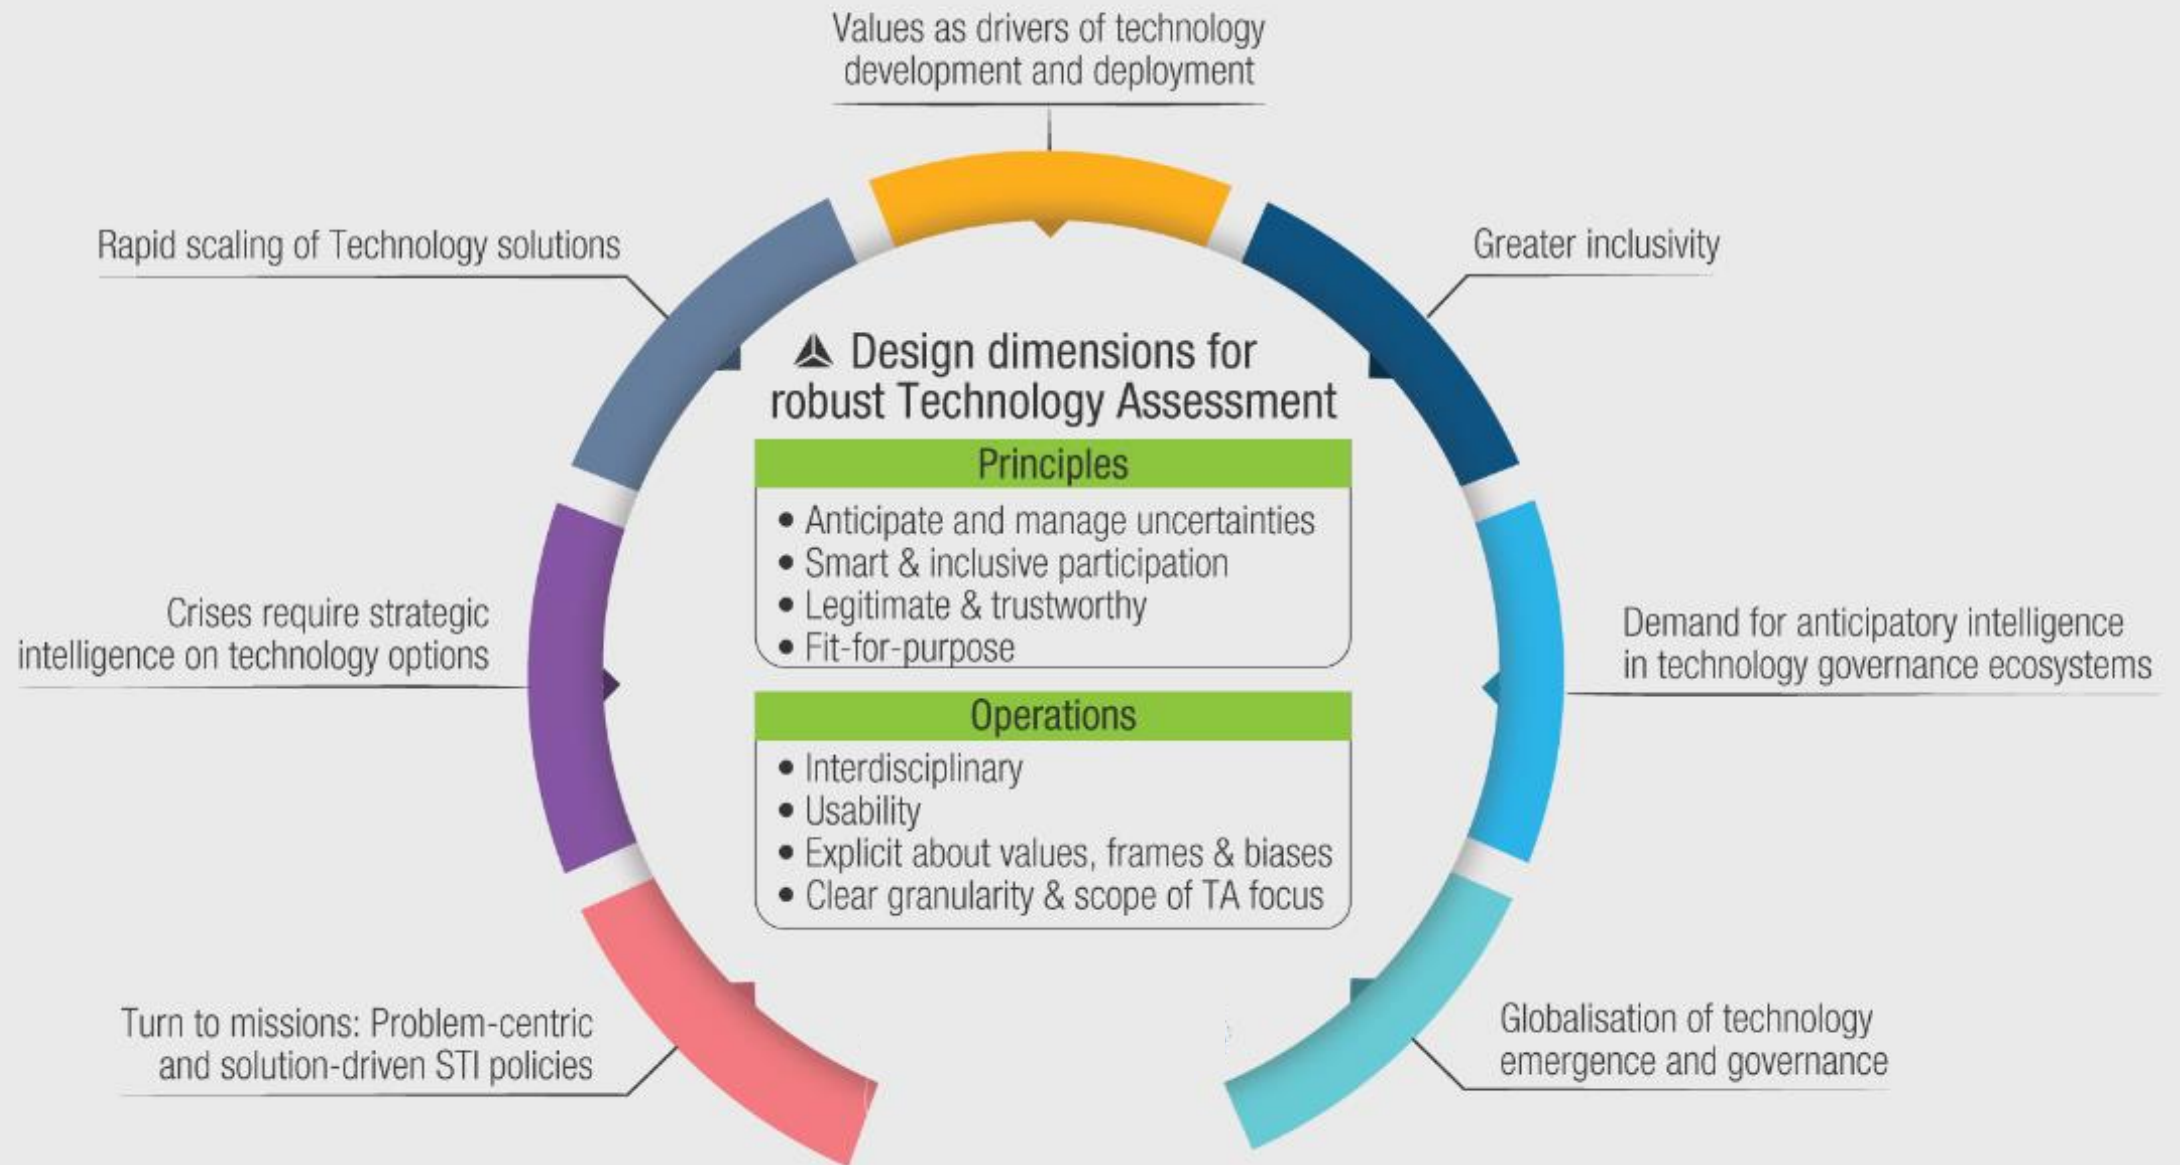 Values as drivers of technology
development and deployment
Rapid scaling of Technology solutions
Greater inclusivity
Design dimensions for
robust Technology Assessment
Principles
• Anticipate and manage uncertainties
• Smart & inclusive participation
• Legitimate & trustworthy
• Fit-for-purpose
Crises require strategic
intelligence on technology options
Demand for anticipatory intelligence
in technology governance ecosystems
Operations
• Interdisciplinary
• Usability
• Explicit about values, frames & biases
• Clear granularity & scope of TA focus
Turn to missions: Problem-centric
and solution-driven STI policies
Globalisation of technology
emergence and governance